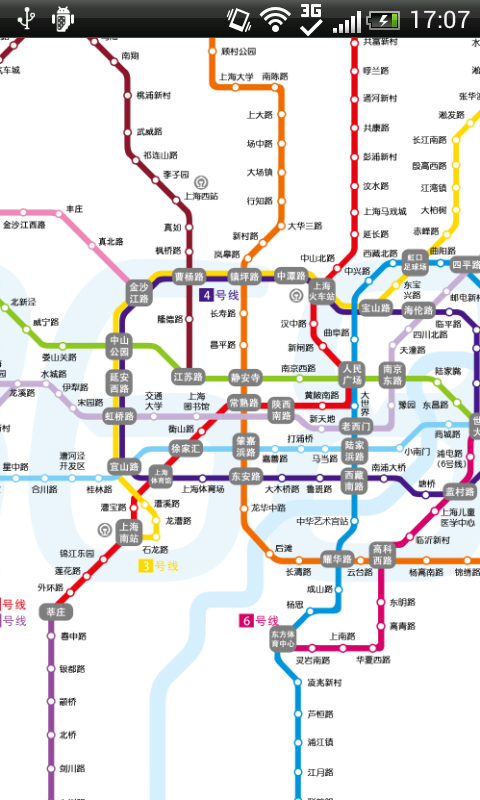 3G
17:07
汽车城
南翔
顾村公园
共富新村
呼兰路
上海大学
南陈路
桃浦新村
通河新村
张华浜
淞发路
武威路
上大路
共康路
长江南路
祁连山路
场中路
彭浦新村
殷高西路
李子园
大场镇
汶水路
江湾镇
上海西站
行知路
上海马戏城
大柏树
丰庄
金沙江西路
真如
大华三路
延长路
赤峰路
真北路
枫桥路
新村路
岚皋路
中山北路
西藏北路
虹口
足球场
曲阳路
四平路
金沙
江路
曹杨路
镇坪路
中潭路
上海
火车站
中兴路
东宝
兴路
邮电新村
4
号线
宝山路
海伦路
临平路
北新泾
威宁路
隆德路
长寿路
汉中路
曲阜路
四川北路
中山
公园
昌平路
新闸路
天潼路
娄山关路
水城路
延安
西路
江苏路
静安寺
南京西路
人民
广场
南京
东路
陆家嘴
龙溪路
伊犁路
宋园路
交通
大学
上海
图书馆
常熟路
陕西
南路
黄陂南路
大世界
豫园
东昌路
虹桥路
衡山路
新天地
老西门
商城路
徐家汇
肇嘉
浜路
打浦桥
嘉善路
马当路
陆家
浜路
小南门
浦电路
(6号线)
星中路
漕河泾
开发区
宜山路
上海
体育馆
合川路
桂林路
上海体育场
东安路
大木桥路
鲁班路
西藏
南路
南浦大桥
塘桥
蓝村路
漕宝路
漕溪路
龙漕路
龙华中路
中华艺术宫站
上海儿童
医学中心
上海
南站
石龙路
临沂新村
锦江乐园
后滩
耀华路
高科
西路
莲花路
3
号线
长清路
云台路
杨高南路
锦绣路
外环路
成山路
号线
莘庄
杨思
东明路
号线
6
号线
高青路
春申路
东方体
育中心
上南路
灵岩南路
华夏西路
银都路
凌兆新村
颛桥
芦恒路
北桥
浦江镇
剑川路
江月路